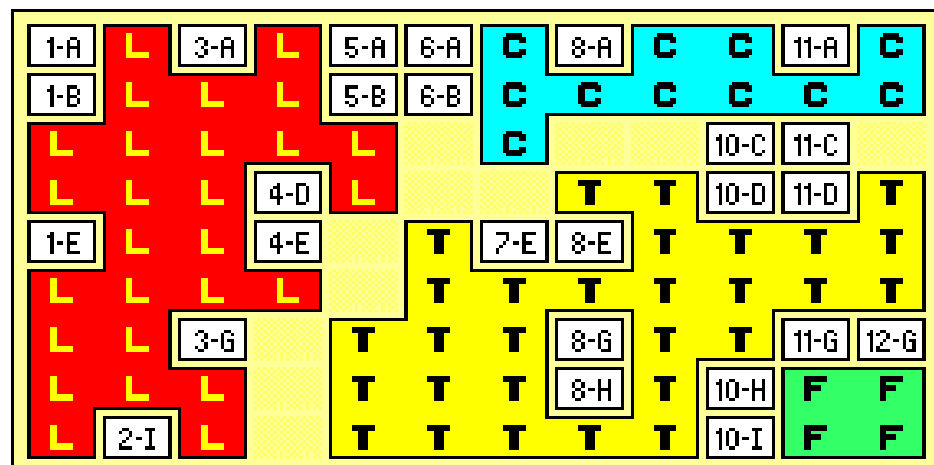 1-A L 3-A L 5-A 6-A C 8-A C C 11-A C
1-B L L L 5-B 6-B C C C C C C
L L L L L C 10-C 11-C
L L L 4-D L T T 10-D 11-D T
1-E L L 4-E T 7-E 8-E T T T T
L L L L T T T T T T T
L L 3-G T T T 8-G T T 11-G 12-G
L L L T T T 8-H T 10-H F F
L 2-I L T T T T T 10-I F F